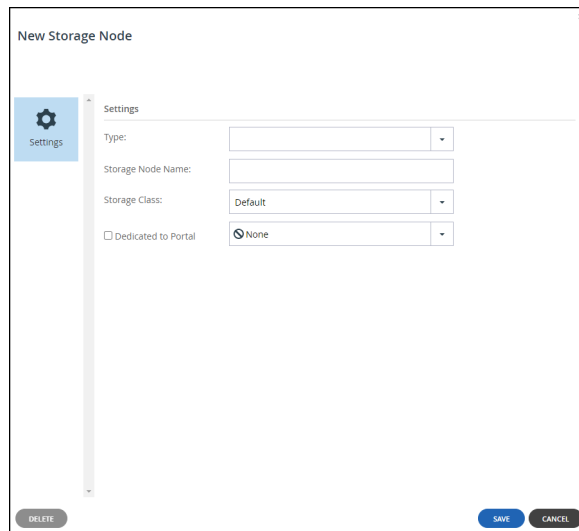 New Storage Node
Settings
Settings
Type:
Storage Node Name:
Storage Class:
Default
Dedicated to Portal
None
DELETE
SAVE
CANCEL